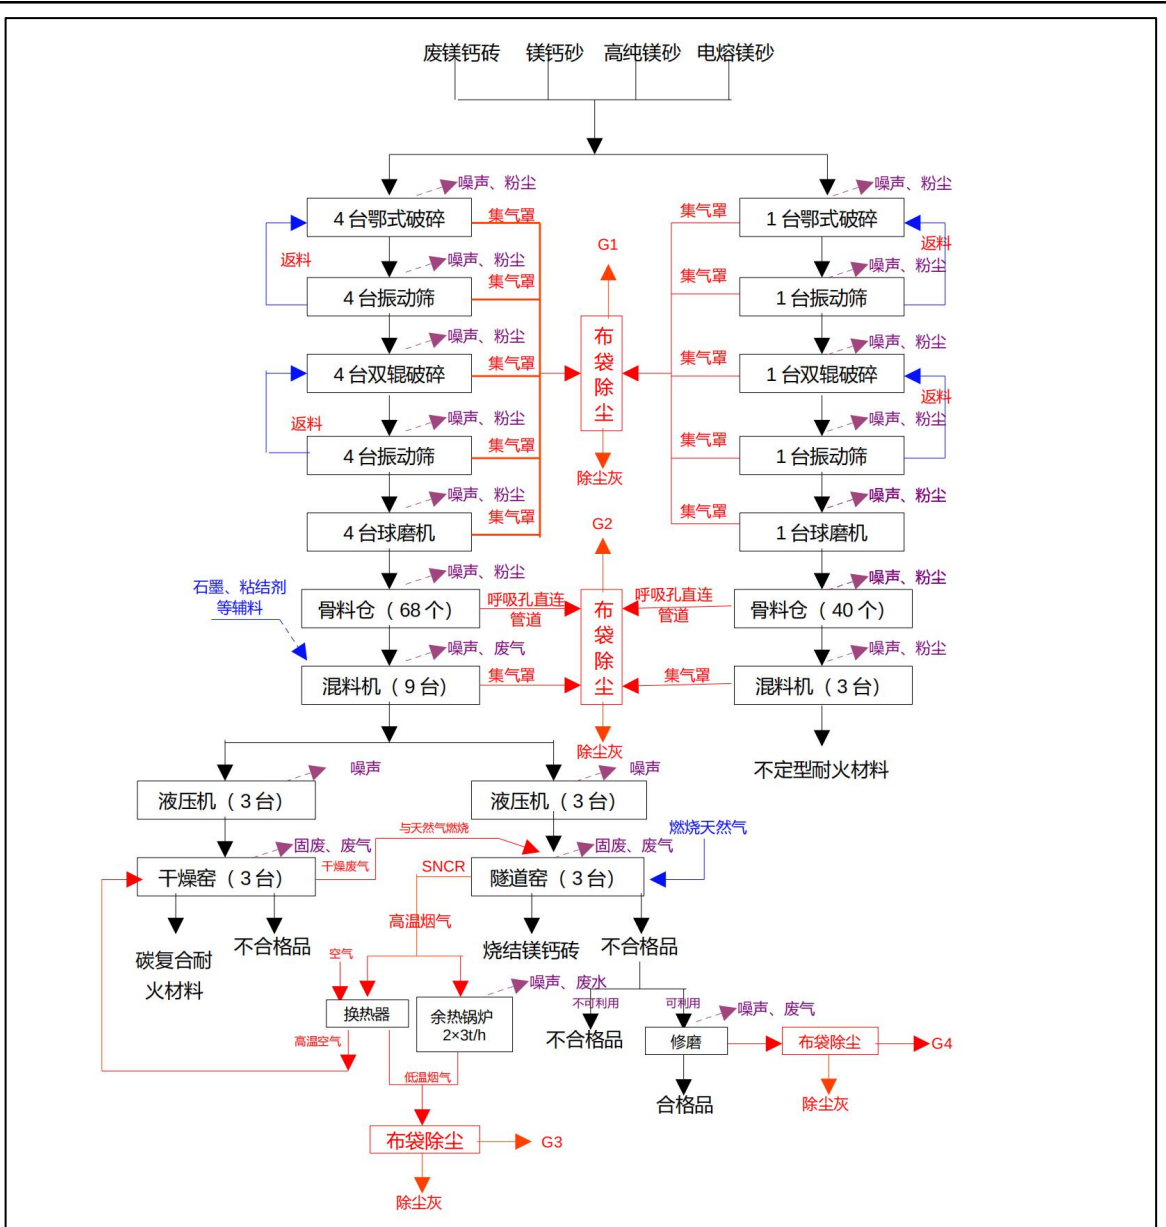 废镁钙砖 镁钙砂 高纯镁砂 电熔镁砂
噪声、粉尘 噪声、粉尘
4 台鄂式破碎 集气罩 集气罩 1 台鄂式破碎
返料 噪声、粉尘 G1 噪声、粉尘 返料
4 台振动筛 集气罩 集气罩 1 台振动筛
噪声、粉尘 噪声、粉尘
4 台双辊破碎 集气罩 布袋除尘 集气罩 1 台双辊破碎
返料 噪声、粉尘 噪声、粉尘 返料
4 台振动筛 集气罩 集气罩 1 台振动筛
除尘灰
噪声、粉尘 噪声、粉尘
4 台球磨机 集气罩 集气罩 1 台球磨机
G2
噪声、粉尘 噪声、粉尘
石墨、粘结剂
等辅料
骨料仓（ 68 个） 呼吸孔直连
管道
布袋除尘
呼吸孔直连
管道
骨料仓（ 40 个）
噪声、废气 噪声、粉尘
混料机（ 9 台） 集气罩 集气罩 混料机（ 3 台）
除尘灰
不定型耐火材料
噪声 噪声
液压机（ 3 台） 液压机（ 3 台）
与天然气燃烧 燃烧天然气
固废、废气 固废、废气
干燥窑（ 3 台） 干燥废气 SNCR 隧道窑（ 3 台）
高温烟气
碳复合耐
火材料
不合格品 烧结镁钙砖 不合格品
空气
噪声、废水
换热器 余热锅炉
2×3t/h
不可利用 可利用 噪声、废气
高温空气 不合格品 修磨 布袋除尘 G4
低温烟气
合格品 除尘灰
布袋除尘 G3
除尘灰